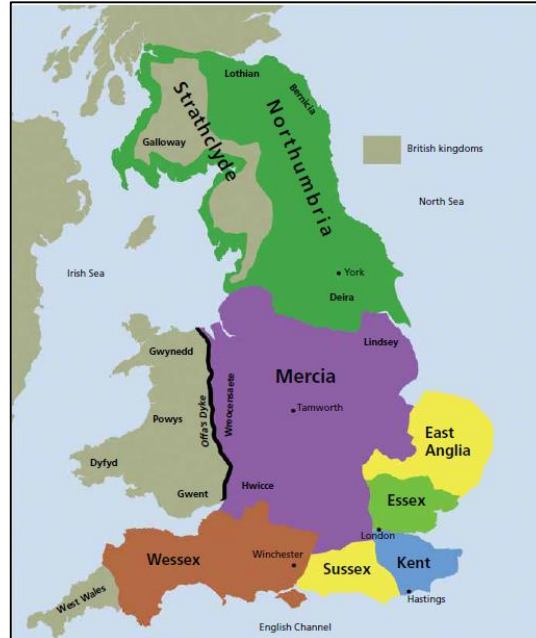 Lothian
Bernicia
Strathclyde
Northumbria
Galloway
British kingdoms
North Sea
Irish Sea
York
Deira
Lindsey
Gwynedd
Mercia
Offa's Dyke
Wreocensaete
Tamworth
Powys
East
Anglia
Dyfyd
Hwicce
Gwent
Essex
London
Wessex
Winchester
Sussex
Kent
West Wales
Hastings
English Channel